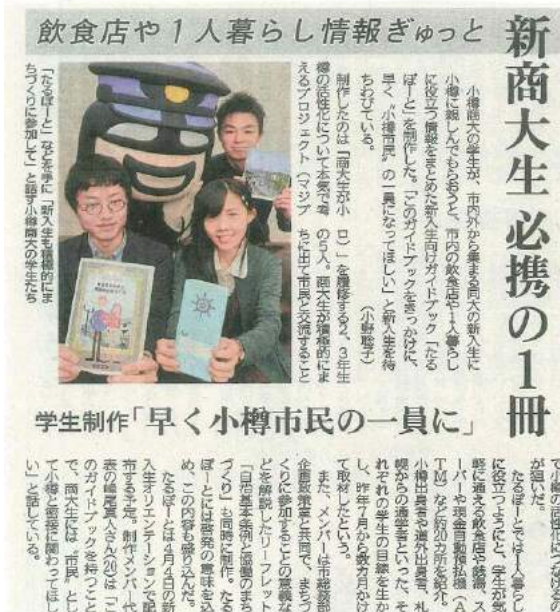 飲食店や1人暮らし情報ぎゅっと
新商大生 必携の1冊
小樽商大の学生が、市内外から集まる同大の新入生に
小樽に親しんでもらおうと、市内の飲食店や1人暮らし
に役立つ情報をまとめた新入生向けガイドブック「たる
ぽーと」を制作した。「このガイドブックをきっかけに、
早く“小樽市民”の一員になってほしい」と新入生を待
ちわびている。
(小野聡子)
制作したのは「商大生が小
樽の活性化について本気で考
えるプロジェクト(マジプ
ロ)」を履修する2、3年生
の5人。商大生が積極的にま
ちに出て市民と交流すること
「たるぽーと」などを手に「新入生も積極的にま
ちづくりに参加して」と話す小樽商大の学生たち
学生制作「早く小樽市民の一員に」
で小樽の活性化につな
が狙いだ。
たるぽーとでは1人暮らし
に役立つようにと、学生が気
軽に通える飲食店や銭湯、
ーパーや現金自動預払機(A
TM)など約20カ所を紹介。
小樽出身者や道外出身者、札
幌からの通学者といった、そ
れぞれの学生の目線を生か
し、昨年7月から数カ月かけ
て取材したという。
また、メンバーは市総務部
企画政策室と共同で、まちづ
くりに参加することの意義な
どを解説したリーフレット
「自治基本条例と協働のまち
づくり」も同時に制作。たる
ぽーとには啓発の意味を込
め、この内容も盛り込んだ。
たるぽーとは4月4日の新
入生オリエンテーションで配
布する予定。制作メンバー代
表の 尾真人さん(20)は「こ
のガイドブックを持つこと
で、商大生には“市民”とし
て小樽と密接に関わってほし
い」と話している。